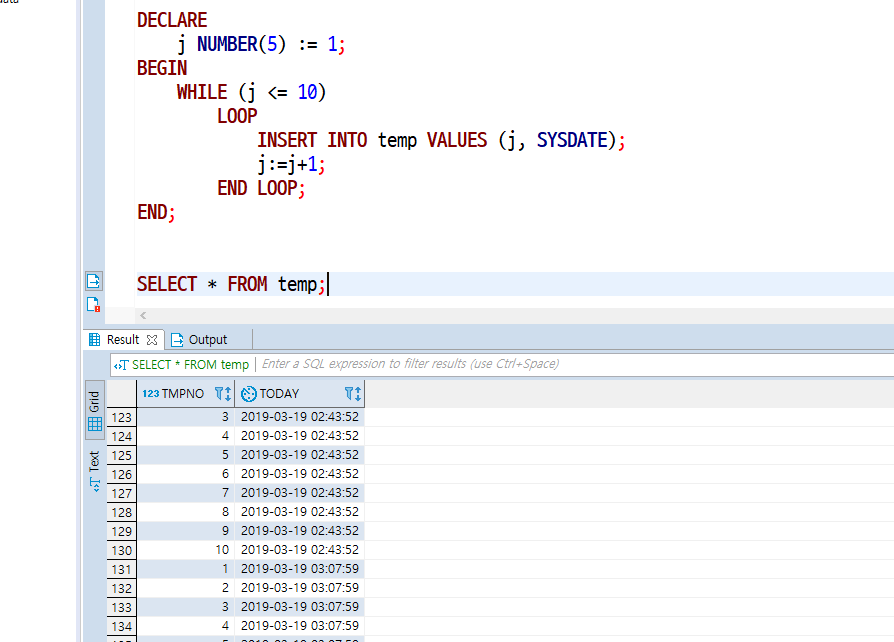 DECLARE
j NUMBER(5) := 1;
BEGIN
WHILE (j <= 10)
LOOP
INSERT INTO temp VALUES (j, SYSDATE);
j:=j+1;
END LOOP;
END;
SELECT * FROM temp;
Result Output
SELECT * FROM temp Enter a SQL expression to filter results (use Ctrl+Space)
Grid
Text
123 TMPNO TODAY
123 3 2019-03-19 02:43:52
124 4 2019-03-19 02:43:52
125 5 2019-03-19 02:43:52
126 6 2019-03-19 02:43:52
127 7 2019-03-19 02:43:52
128 8 2019-03-19 02:43:52
129 9 2019-03-19 02:43:52
130 10 2019-03-19 02:43:52
131 1 2019-03-19 03:07:59
132 2 2019-03-19 03:07:59
133 3 2019-03-19 03:07:59
134 4 2019-03-19 03:07:59